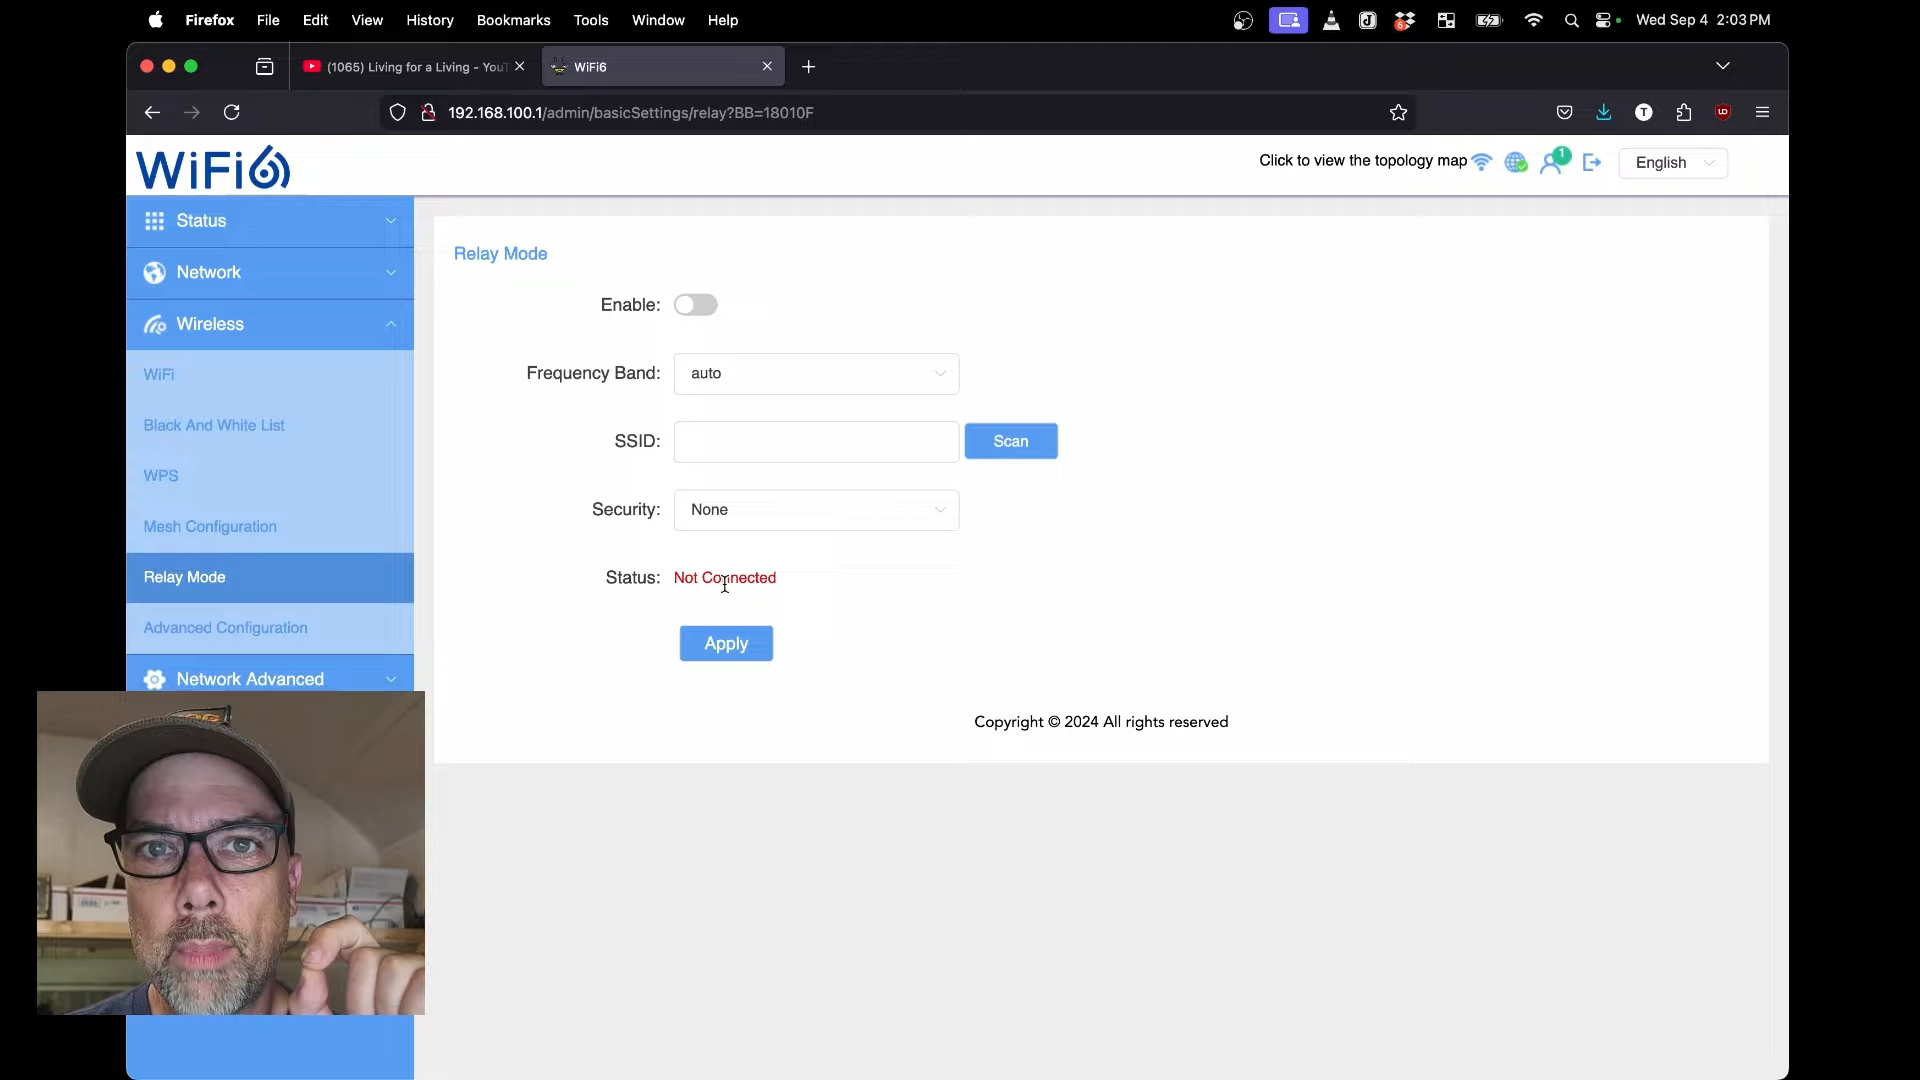 Firefox File Edit View History Bookmarks Tools Window Help
Wed Sep 4 2:03 PM
(1065) Living for a Living - YouT
WiFi6
192.168.100.1/admin/basicSettings/relay?BB=18010F
WiFi6
Click to view the topology map
1
English
Status
Network
Wireless
WiFi
Black And White List
WPS
Mesh Configuration
Relay Mode
Advanced Configuration
Network Advanced
Relay Mode
Enable:
Frequency Band: auto
SSID: Scan
Security: None
Status: Not Connected
Apply
Copyright © 2024 All rights reserved